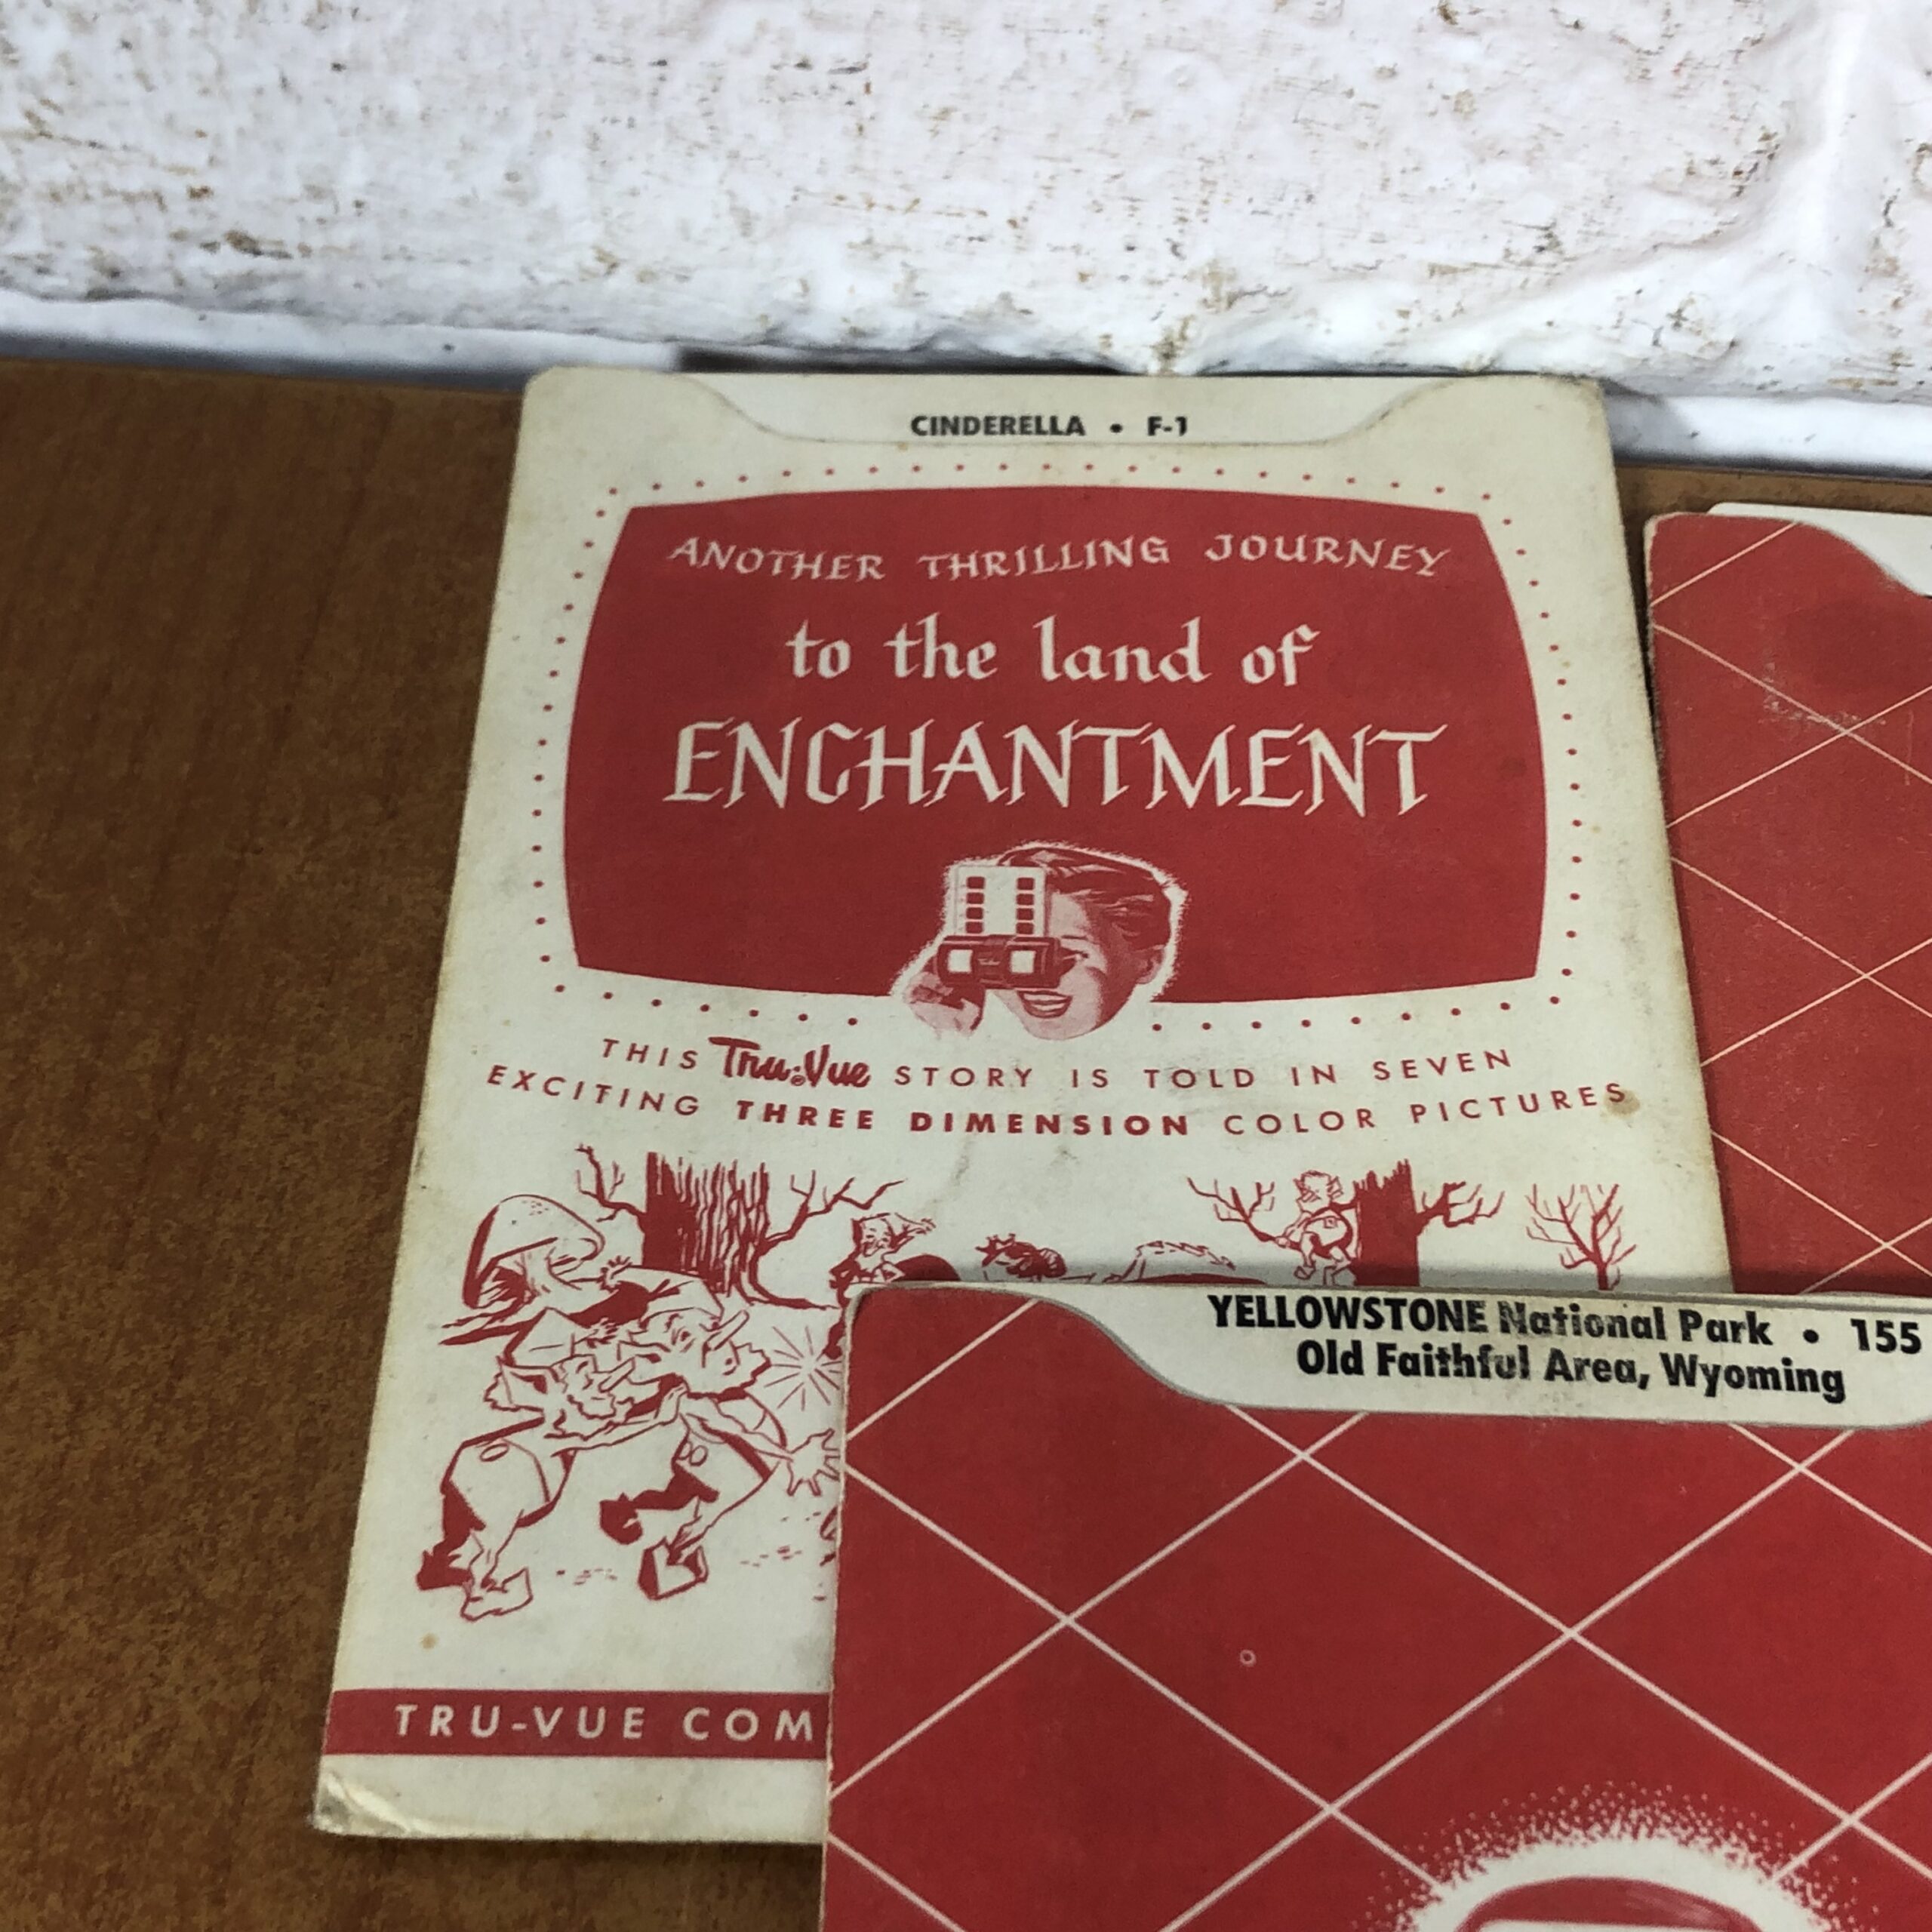 CINDERELLA • F-1
ANOTHER THRILLING JOURNEY
to the land of
ENCHANTMENT
THIS Tru-Vue STORY IS TOLD IN SEVEN
EXCITING THREE DIMENSION COLOR PICTURES
TRU-VUE COM
YELLOWSTONE National Park • 155
Old Faithful Area, Wyoming